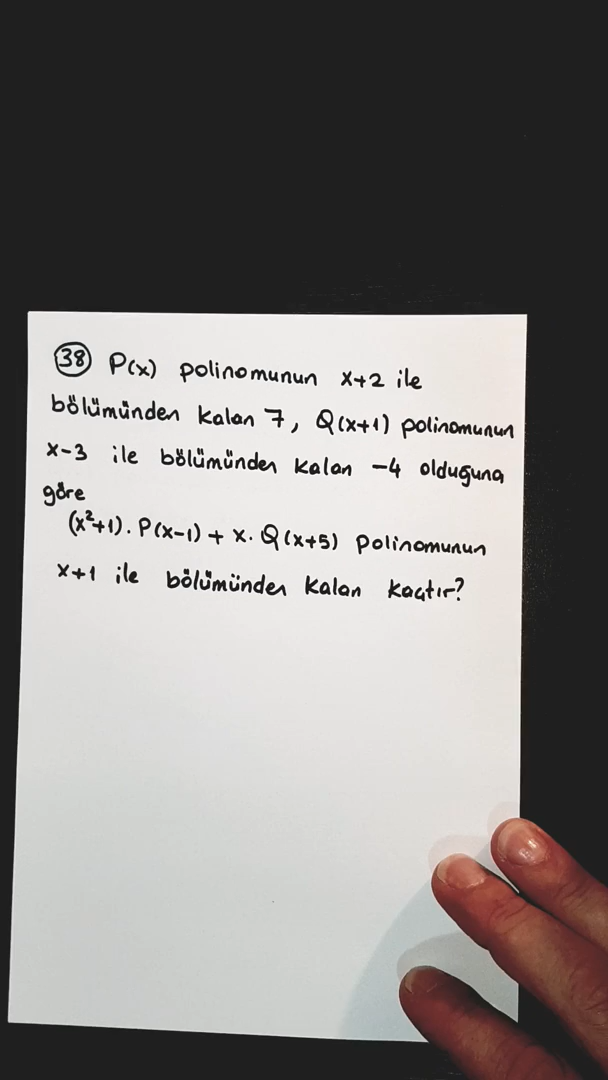 38 P(x) polinomunun x+2 ile
bölümünden kalan 7, Q(x+1) polinomunun
x-3 ile bölümünden kalan -4 olduğuna
göre
(x²+1). P(x-1) + x. Q(x+5) polinomunun
x+1 ile bölümünden kalan kaçtır?